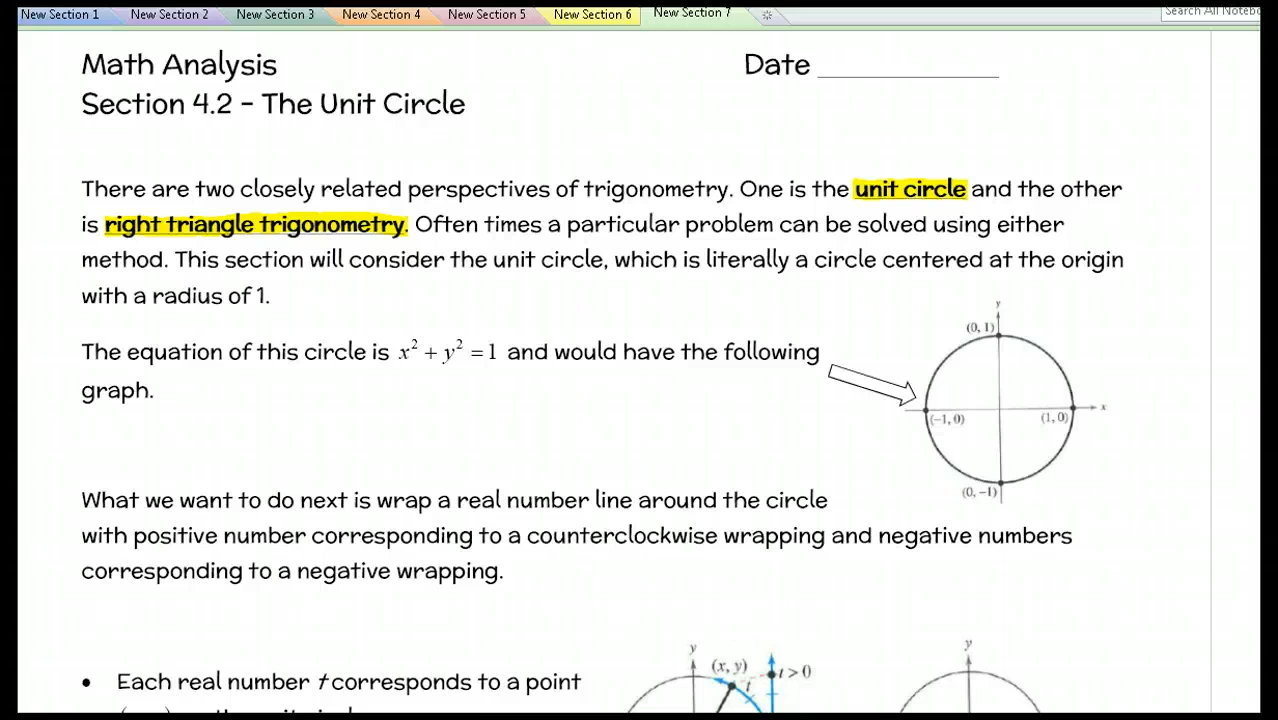 New Section 1 New Section 2 New Section 3 New Section 4 New Section 5 New Section 6 New Section 7 Search All Notebo
Math Analysis Date
Section 4.2 – The Unit Circle
There are two closely related perspectives of trigonometry. One is the unit circle and the other
is right triangle trigonometry. Often times a particular problem can be solved using either
method. This section will consider the unit circle, which is literally a circle centered at the origin
with a radius of 1.
The equation of this circle is x² + y² = 1 and would have the following
graph.
y
(0, 1)
x
(−1, 0) (1, 0)
(0, −1)
What we want to do next is wrap a real number line around the circle
with positive number corresponding to a counterclockwise wrapping and negative numbers
corresponding to a negative wrapping.
y y
(x, y) t > 0
t
• Each real number t corresponds to a point